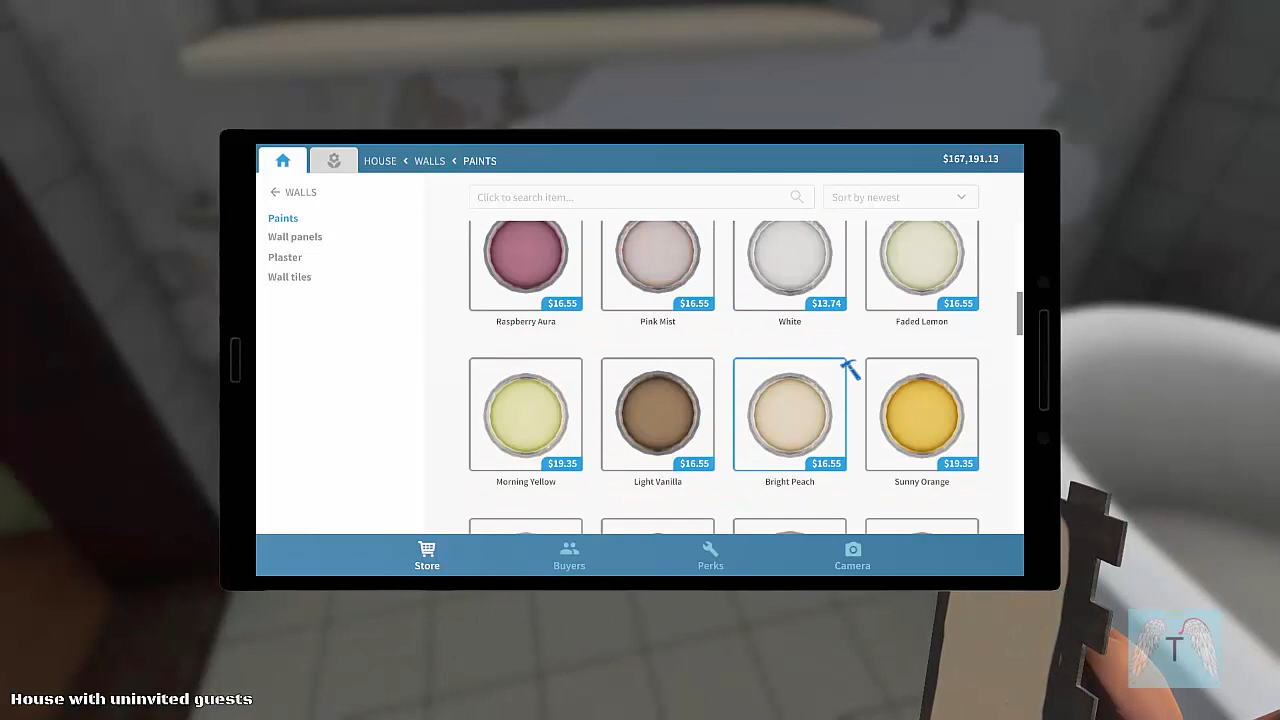 HOUSE < WALLS < PAINTS
$167,191.13
WALLS
Click to search item...
Sort by newest
Paints
Wall panels
Plaster
Wall tiles
$16.55 $16.55 $13.74 $16.55
Raspberry Aura Pink Mist White Faded Lemon
$19.35 $16.55 $16.55 $19.35
Morning Yellow Light Vanilla Bright Peach Sunny Orange
Store Buyers Perks Camera
T
House with uninvited guests